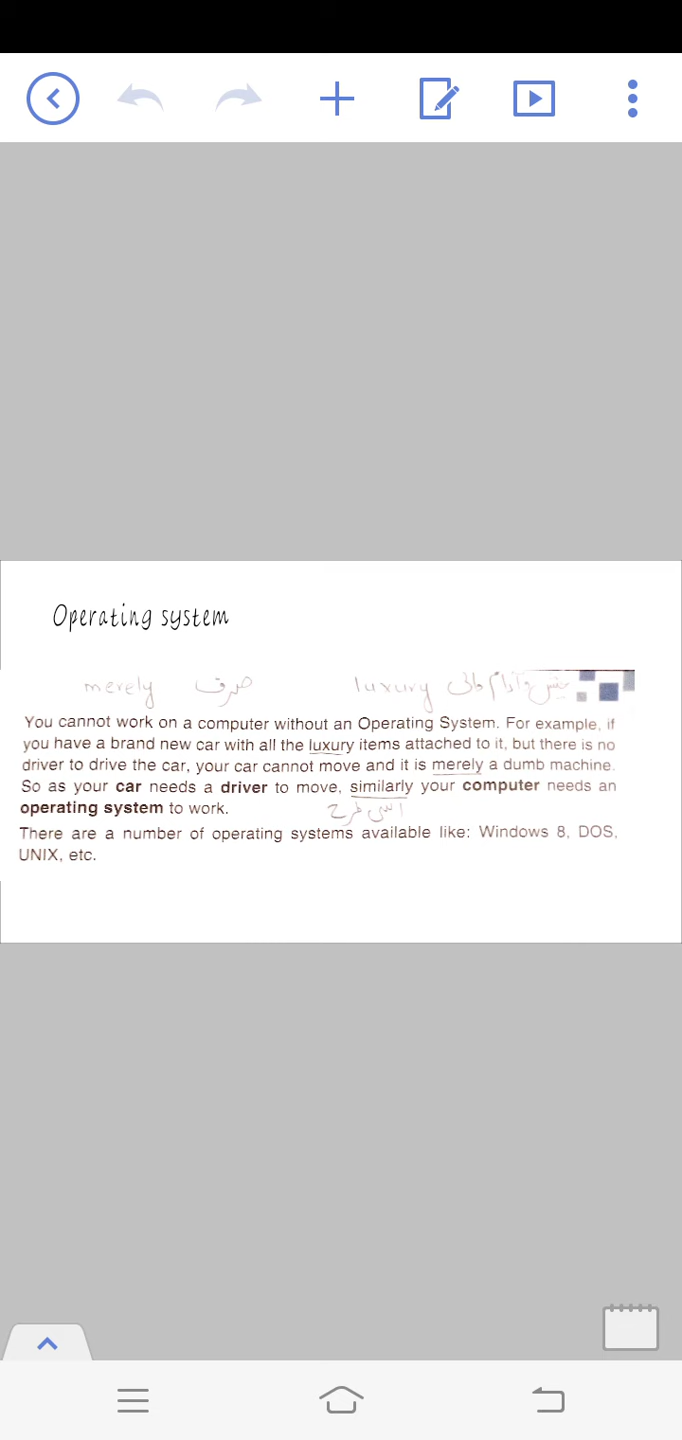 Operating system
merely صرف luxury عیش و آرام
You cannot work on a computer without an Operating System. For example, if
you have a brand new car with all the luxury items attached to it, but there is no
driver to drive the car, your car cannot move and it is merely a dumb machine.
So as your car needs a driver to move, similarly your computer needs an
operating system to work.
اسی طرح
There are a number of operating systems available like: Windows 8, DOS,
UNIX, etc.